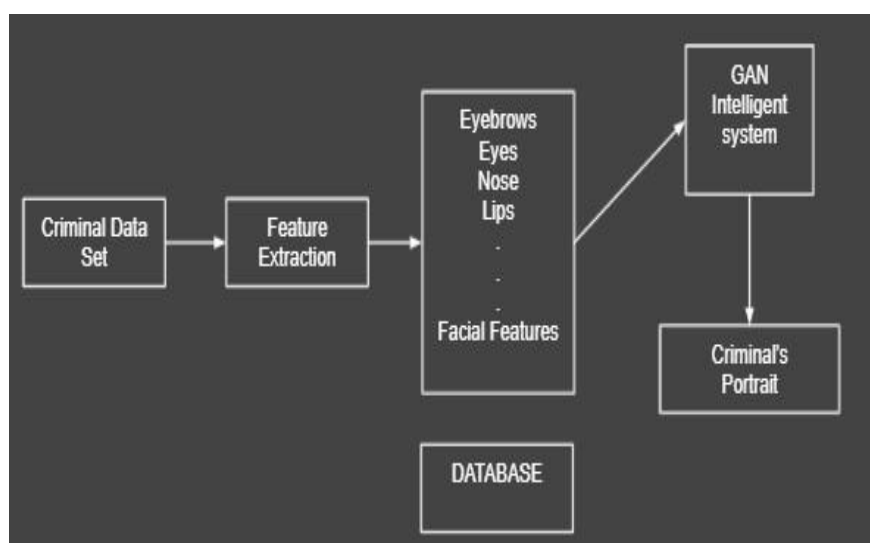 Criminal Data
Set
Feature
Extraction
Eyebrows
Eyes
Nose
Lips
.
.
.
Facial Features
DATABASE
GAN
Intelligent
system
Criminal's
Portrait